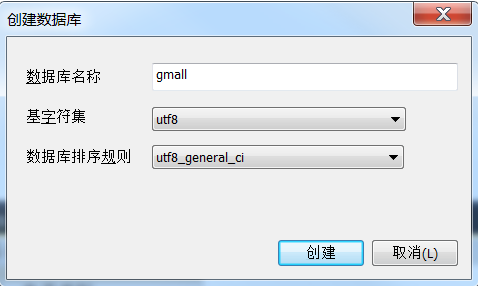 创建数据库
数据库名称 gmall
基字符集 utf8
数据库排序规则 utf8_general_ci
创建 取消(L)